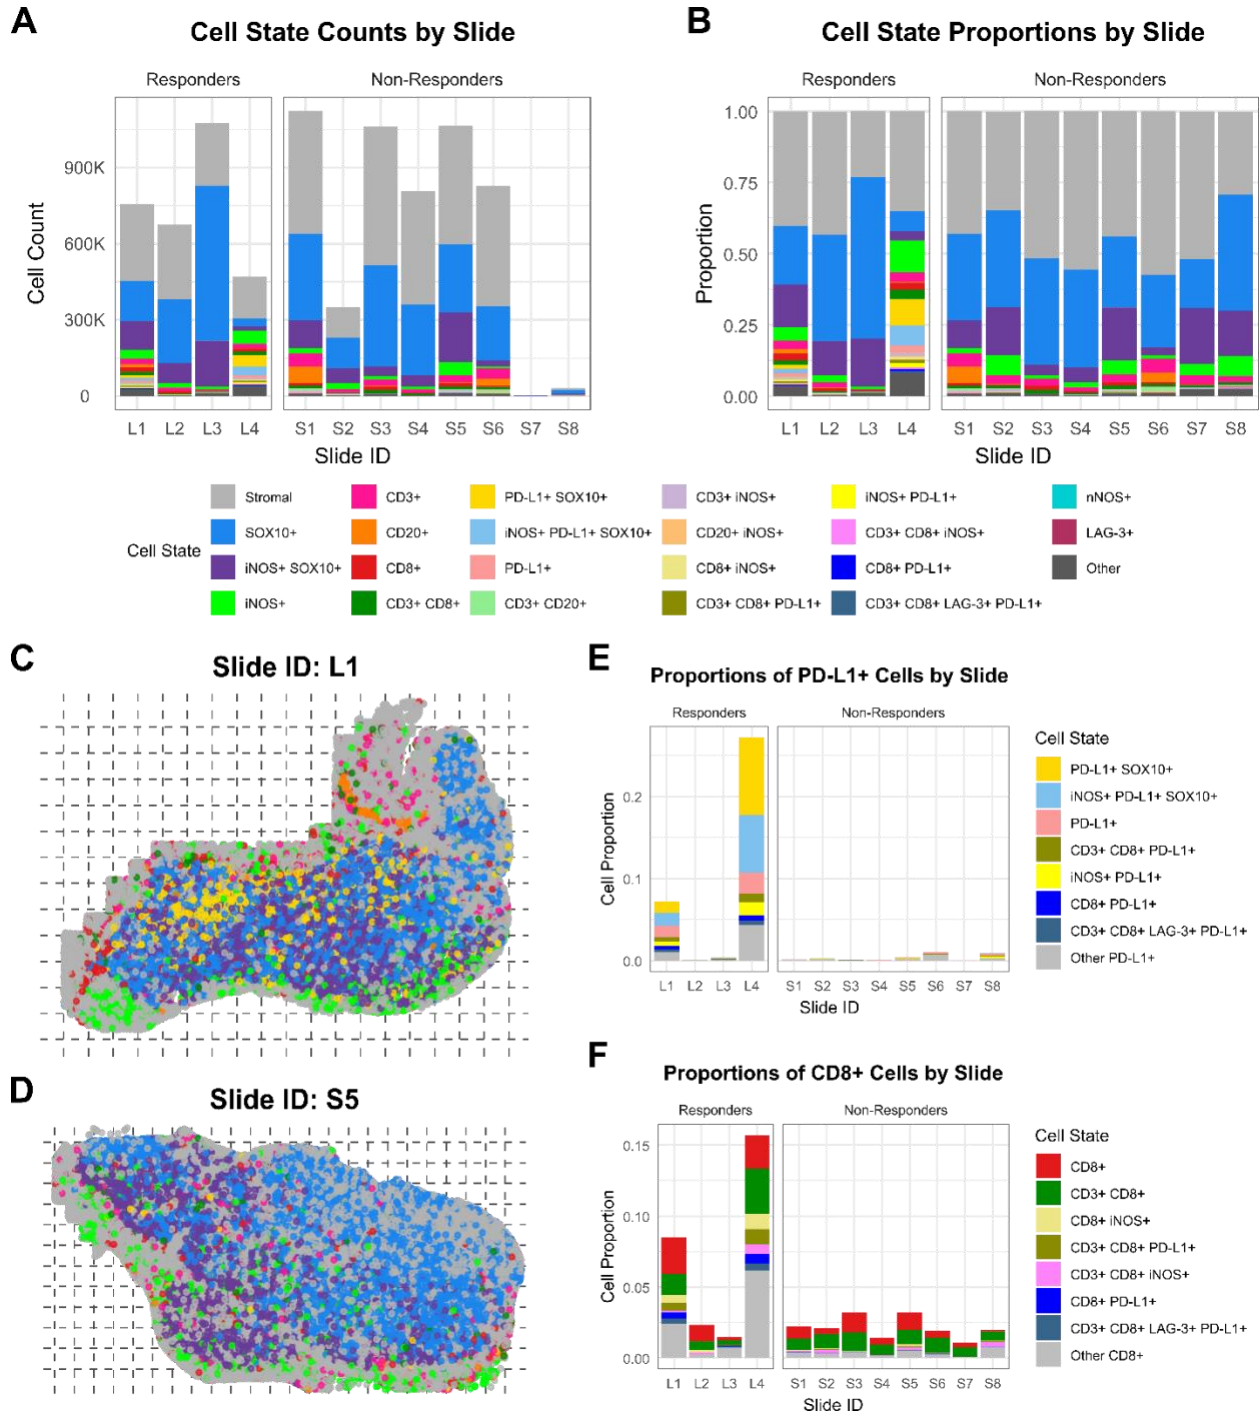 A
Cell State Counts by Slide
Responders
Non-Responders
Cell Count
900K
600K
300K
0
L1 L2 L3 L4 S1 S2 S3 S4 S5 S6 S7 S8
Slide ID
B
Cell State Proportions by Slide
Responders
Non-Responders
Proportion
1.00
0.75
0.50
0.25
0.00
L1 L2 L3 L4 S1 S2 S3 S4 S5 S6 S7 S8
Slide ID
Cell State
Stromal
SOX10+
iNOS+ SOX10+
iNOS+
CD3+
CD20+
CD8+
CD3+ CD8+
PD-L1+ SOX10+
iNOS+ PD-L1+ SOX10+
PD-L1+
CD3+ CD20+
CD3+ iNOS+
CD20+ iNOS+
CD8+ iNOS+
CD3+ CD8+ PD-L1+
iNOS+ PD-L1+
CD3+ CD8+ iNOS+
CD8+ PD-L1+
CD3+ CD8+ LAG-3+ PD-L1+
nNOS+
LAG-3+
Other
C
Slide ID: L1
D
Slide ID: S5
E
Proportions of PD-L1+ Cells by Slide
Responders
Non-Responders
Cell Proportion
0.2
0.1
0.0
L1 L2 L3 L4 S1 S2 S3 S4 S5 S6 S7 S8
Slide ID
Cell State
PD-L1+ SOX10+
iNOS+ PD-L1+ SOX10+
PD-L1+
CD3+ CD8+ PD-L1+
iNOS+ PD-L1+
CD8+ PD-L1+
CD3+ CD8+ LAG-3+ PD-L1+
Other PD-L1+
F
Proportions of CD8+ Cells by Slide
Responders
Non-Responders
Cell Proportion
0.15
0.10
0.05
0.00
L1 L2 L3 L4 S1 S2 S3 S4 S5 S6 S7 S8
Slide ID
Cell State
CD8+
CD3+ CD8+
CD8+ iNOS+
CD3+ CD8+ PD-L1+
CD3+ CD8+ iNOS+
CD8+ PD-L1+
CD3+ CD8+ LAG-3+ PD-L1+
Other CD8+